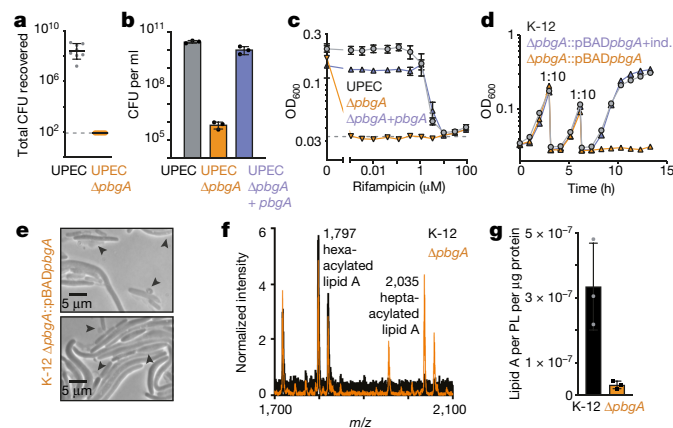 a
Total CFU recovered
10¹⁰
10⁸
10²
UPEC
UPEC
ΔpbgA
b
CFU per ml
10¹¹
10⁸
10⁵
UPEC
UPEC
ΔpbgA
UPEC
ΔpbgA
+ pbgA
c
OD₆₀₀
0.3
0.1
0.03
UPEC
ΔpbgA
ΔpbgA+pbgA
0
0.01
1
100
Rifampicin (μM)
d
K-12
ΔpbgA::pBADpbgA+ind.
ΔpbgA::pBADpbgA
OD₆₀₀
1:10
1:10
0.4
0.1
0
5
10
15
Time (h)
e
K-12 ΔpbgA::pBADpbgA
5 μm
5 μm
f
Normalized intensity
6
4
2
0
1,797
hexa-
acylated
lipid A
K-12
ΔpbgA
2,035
hepta-
acylated
lipid A
1,700
2,100
m/z
g
Lipid A per PL per μg protein
5 × 10⁻⁷
3 × 10⁻⁷
1 × 10⁻⁷
K-12 ΔpbgA